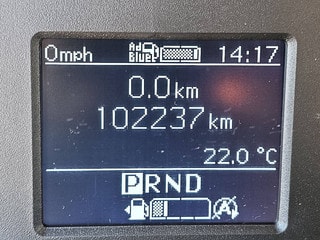 0mph Ad Blue 14:17
0.0km
102237km
22.0 °C
PRND
A